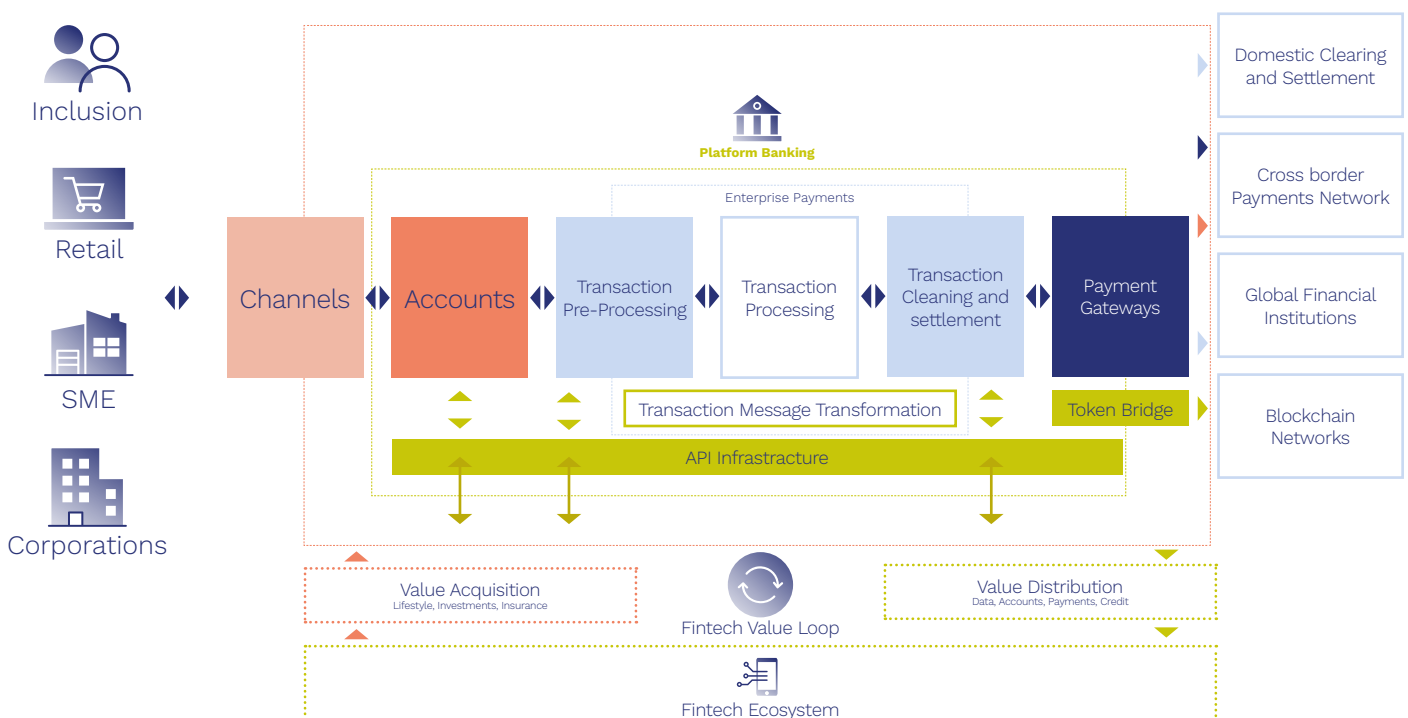 Inclusion
Retail
SME
Corporations
Platform Banking
Enterprise Payments
Channels
Accounts
Transaction
Pre-Processing
Transaction
Processing
Transaction
Cleaning and
settlement
Payment
Gateways
Transaction Message Transformation
Token Bridge
API Infrastracture
Domestic Clearing
and Settlement
Cross border
Payments Network
Global Financial
Institutions
Blockchain
Networks
Value Acquisition
Lifestyle, Investments, Insurance
Fintech Value Loop
Value Distribution
Data, Accounts, Payments, Credit
Fintech Ecosystem